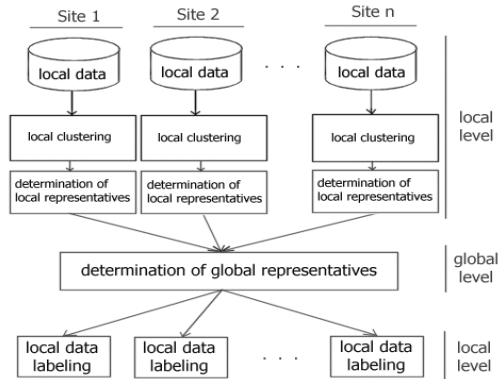 Site 1
Site 2
Site n
local data
local data
. . .
local data
local clustering
local clustering
local clustering
local
level
determination of
local representatives
determination of
local representatives
determination of
local representatives
determination of global representatives
global
level
local data
labeling
local data
labeling
. . .
local data
labeling
local
level